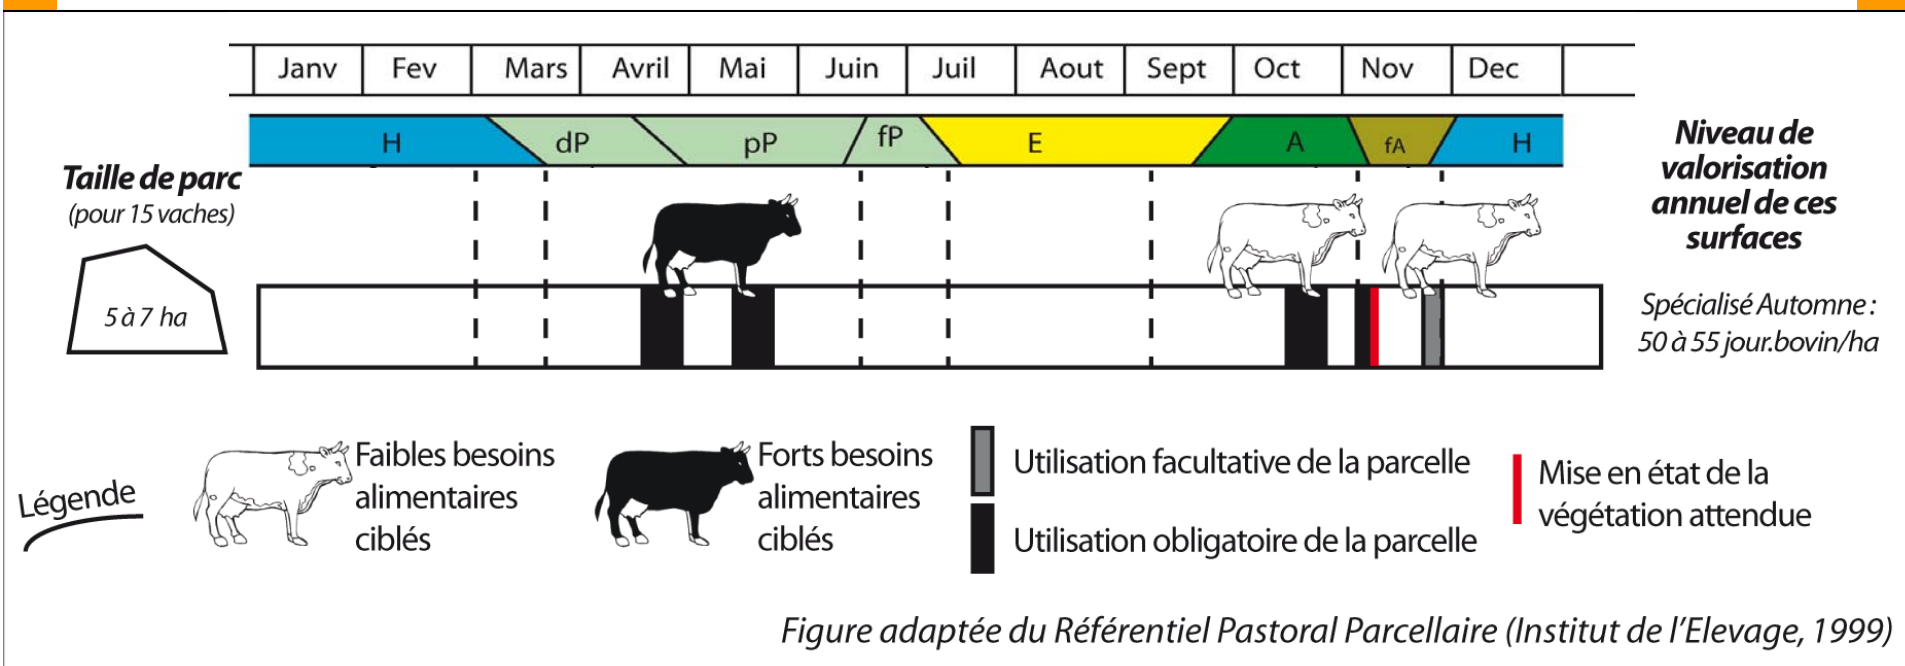 Janv Fev Mars Avril Mai Juin Juil Aout Sept Oct Nov Dec
H dP pP fP E A fA H
Taille de parc
(pour 15 vaches)
5 à 7 ha
Niveau de
valorisation
annuel de ces
surfaces
Spécialisé Automne :
50 à 55 jour.bovin/ha
Légende
Faibles besoins
alimentaires
ciblés
Forts besoins
alimentaires
ciblés
Utilisation facultative de la parcelle
Utilisation obligatoire de la parcelle
Mise en état de la
végétation attendue
Figure adaptée du Référentiel Pastoral Parcellaire (Institut de l'Elevage, 1999)